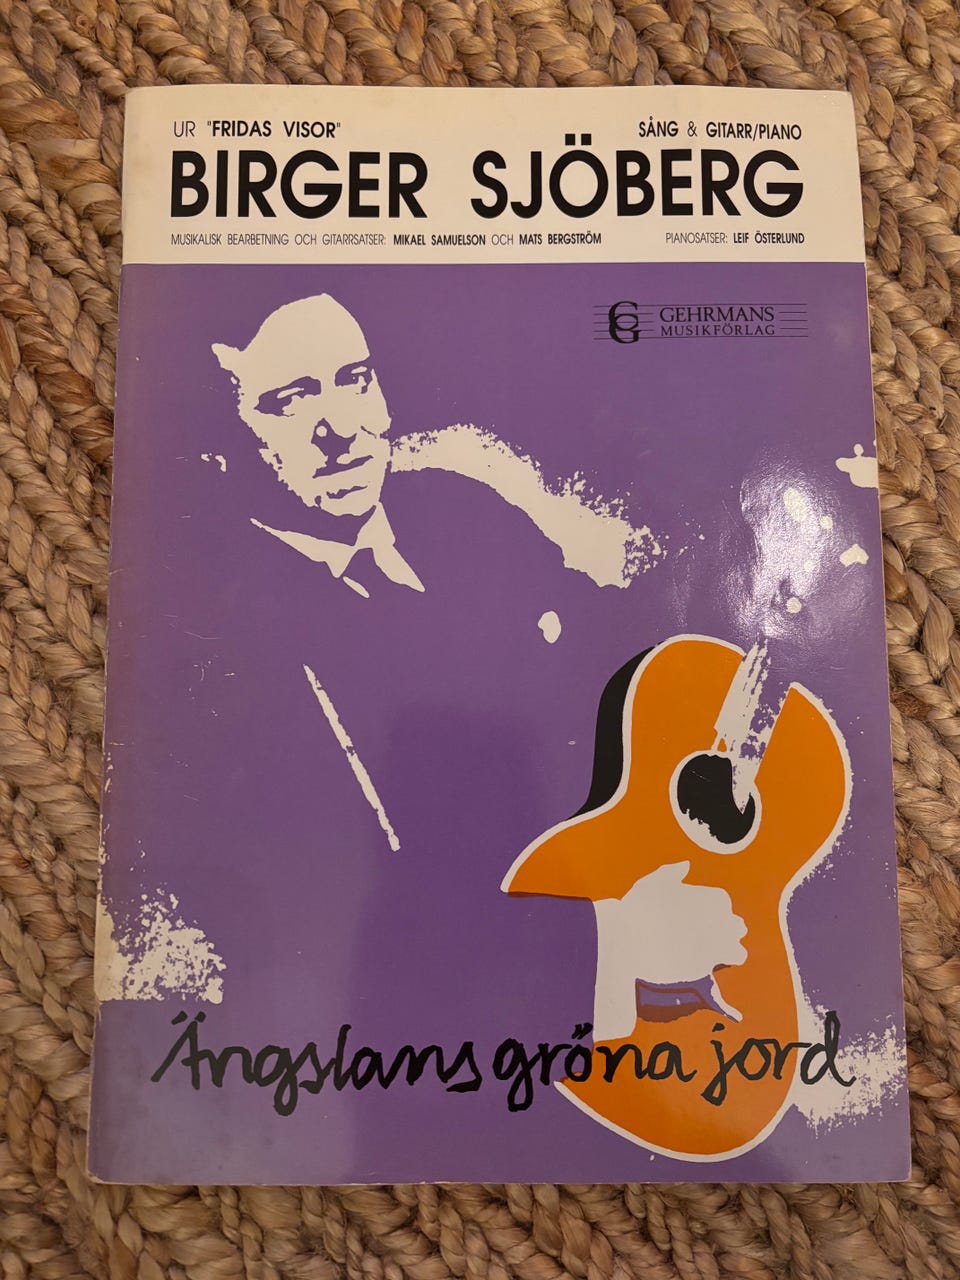 UR "FRIDAS VISOR" SÅNG & GITARR/PIANO
BIRGER SJÖBERG
MUSIKALISK BEARBETNING OCH GITARRSATSER: MIKAEL SAMUELSON OCH MATS BERGSTRÖM PIANOSATSER: LEIF ÖSTERLUND
CG GEHRMANS
MUSIKFÖRLAG
Ängslans gröna jord